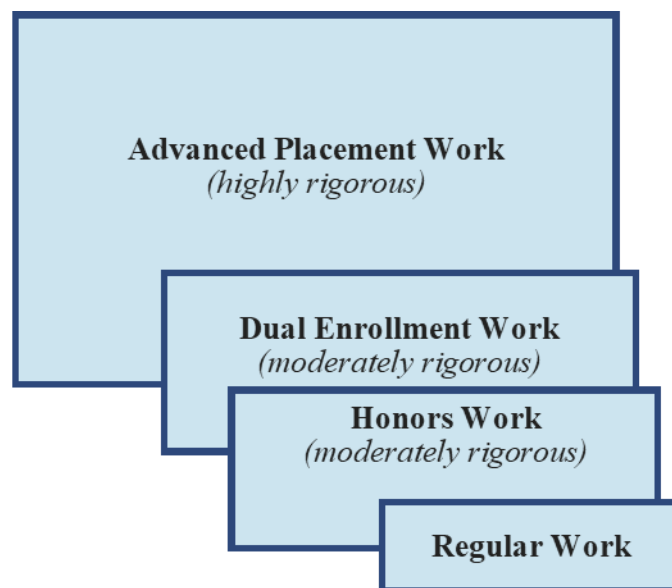 Advanced Placement Work
(highly rigorous)
Dual Enrollment Work
(moderately rigorous)
Honors Work
(moderately rigorous)
Regular Work